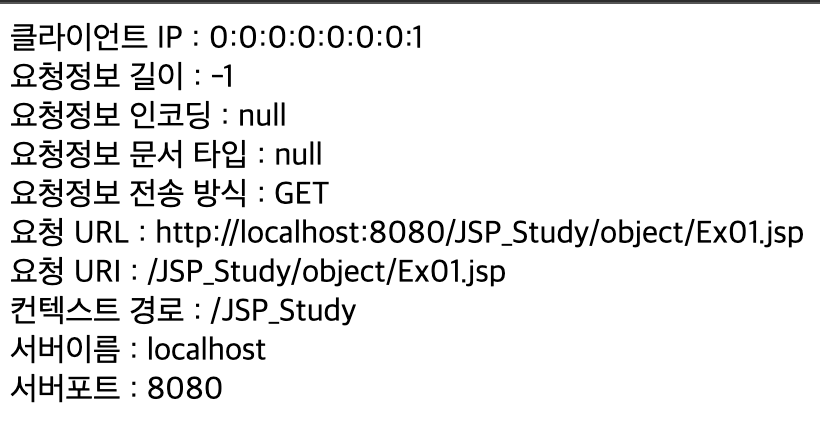 클라이언트 IP : 0:0:0:0:0:0:0:1
요청정보 길이 : -1
요청정보 인코딩 : null
요청정보 문서 타입 : null
요청정보 전송 방식 : GET
요청 URL : http://localhost:8080/JSP_Study/object/Ex01.jsp
요청 URI : /JSP_Study/object/Ex01.jsp
컨텍스트 경로 : /JSP_Study
서버이름 : localhost
서버포트 : 8080